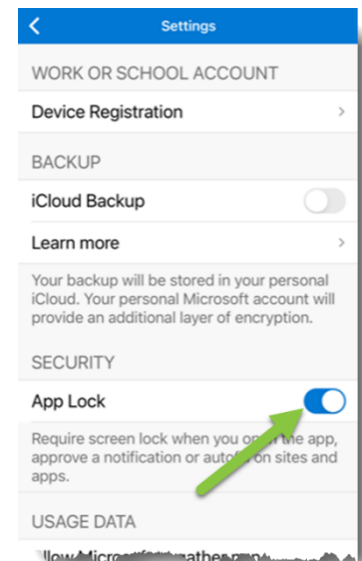 Settings
WORK OR SCHOOL ACCOUNT
Device Registration
BACKUP
iCloud Backup
Learn more
Your backup will be stored in your personal
iCloud. Your personal Microsoft account will
provide an additional layer of encryption.
SECURITY
App Lock
Require screen lock when you open the app,
approve a notification or autofill on sites and
apps.
USAGE DATA